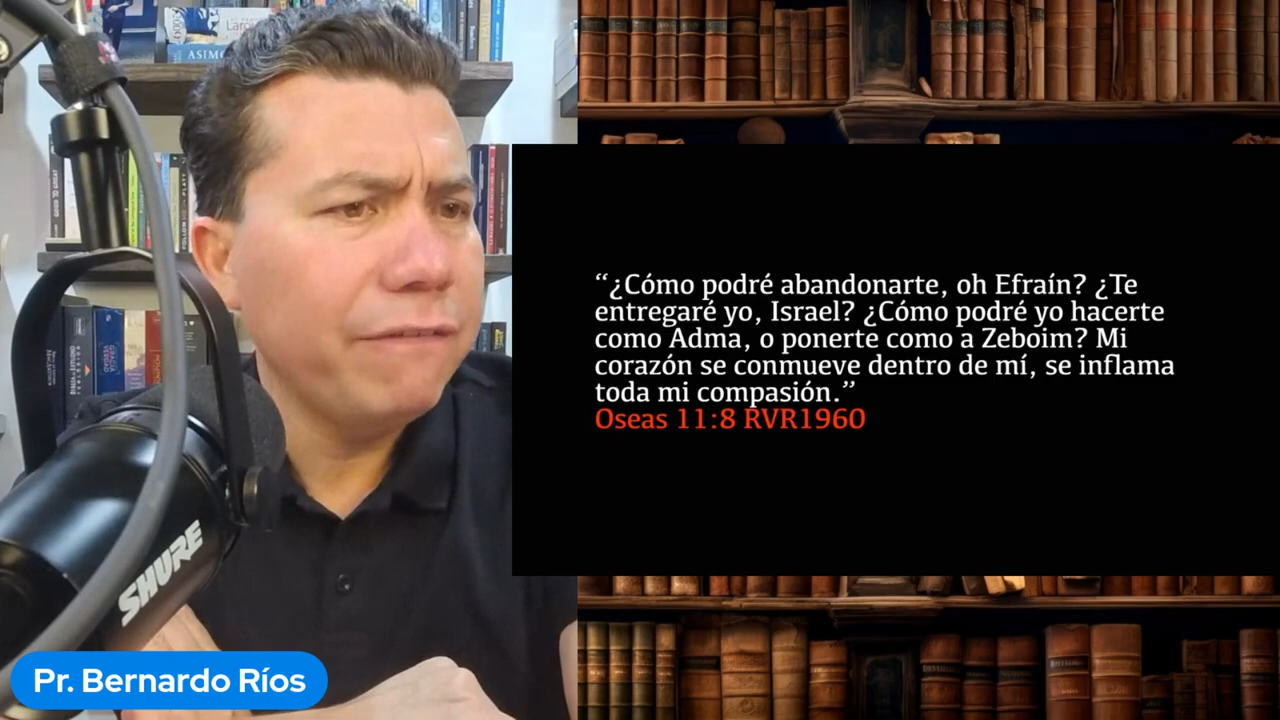 Larou
ASIMO
SHURE
Pr. Bernardo Ríos
“¿Cómo podré abandonarte, oh Efraín? ¿Te
entregaré yo, Israel? ¿Cómo podré yo hacerte
como Adma, o ponerte como a Zeboim? Mi
corazón se conmueve dentro de mí, se inflama
toda mi compasión.”
Oseas 11:8 RVR1960